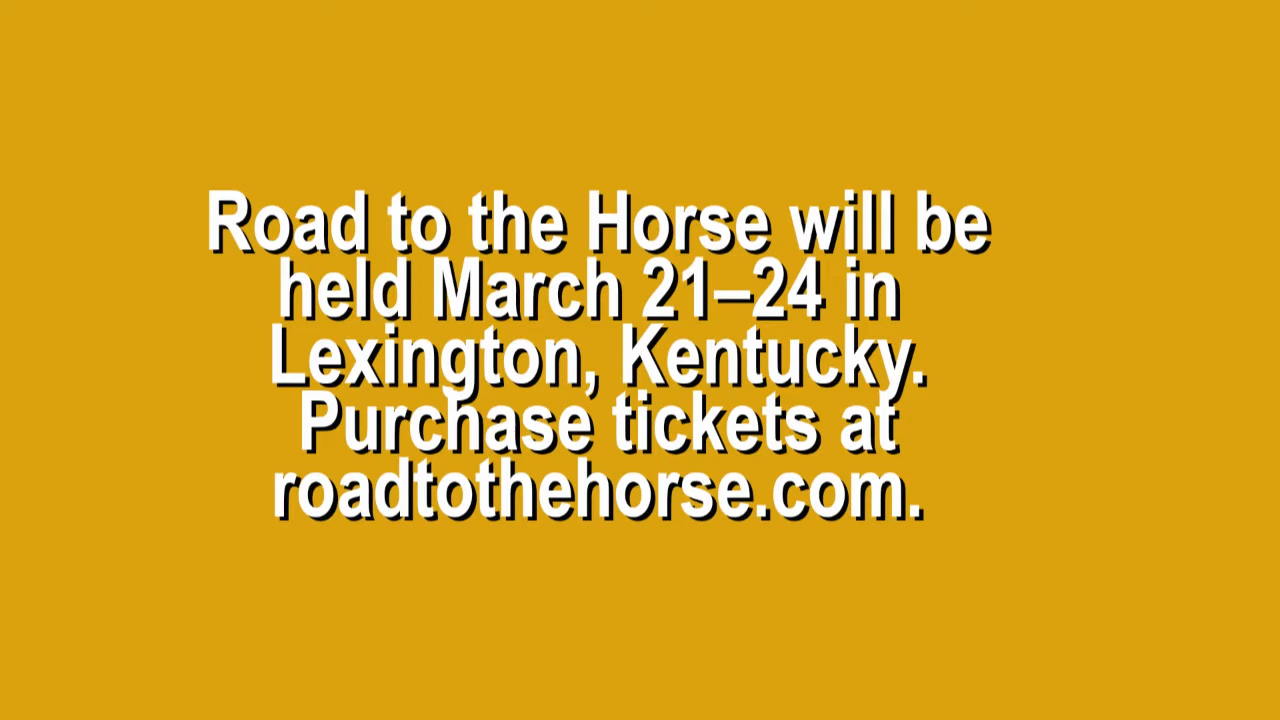 Road to the Horse will be
held March 21–24 in
Lexington, Kentucky.
Purchase tickets at
roadtothehorse.com.